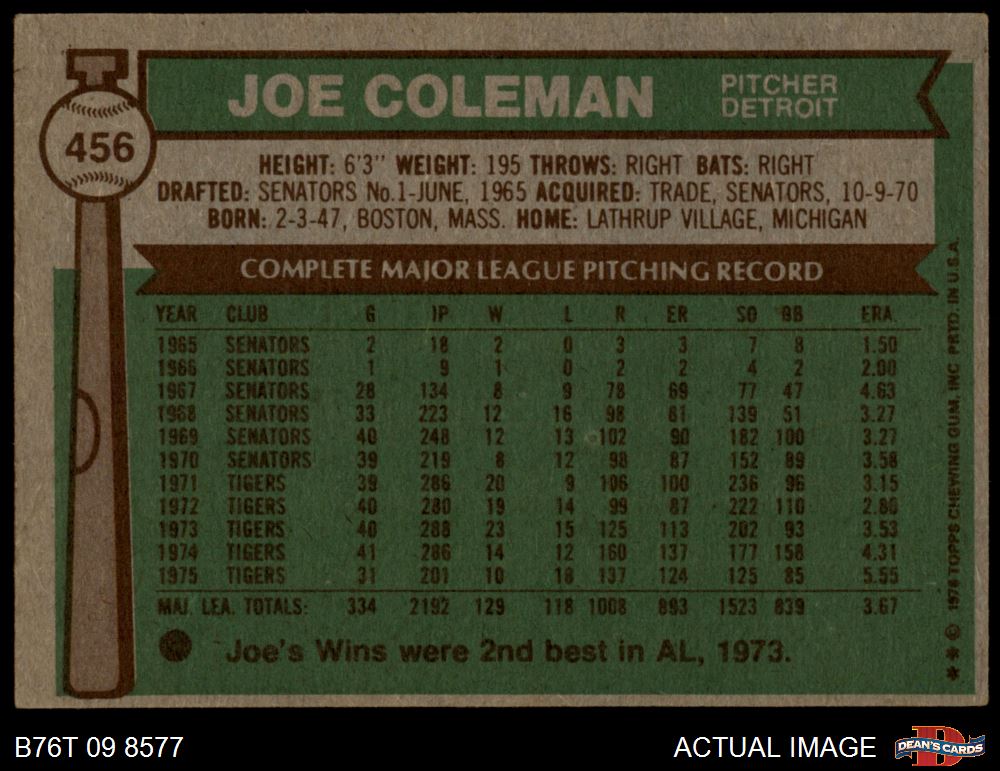 456
JOE COLEMAN
PITCHER
DETROIT
HEIGHT: 6'3" WEIGHT: 195 THROWS: RIGHT BATS: RIGHT
DRAFTED: SENATORS No.1-JUNE, 1965 ACQUIRED: TRADE, SENATORS, 10-9-70
BORN: 2-3-47, BOSTON, MASS. HOME: LATHRUP VILLAGE, MICHIGAN
COMPLETE MAJOR LEAGUE PITCHING RECORD
YEAR CLUB G IP W L R ER SO BB ERA
1965 SENATORS 2 18 2 0 3 3 7 8 1.50
1966 SENATORS 1 9 1 0 2 2 4 2 2.00
1967 SENATORS 28 134 8 9 78 69 77 47 4.63
1968 SENATORS 33 223 12 16 98 81 139 51 3.27
1969 SENATORS 40 248 12 13 102 90 182 100 3.27
1970 SENATORS 39 219 8 12 98 87 152 89 3.58
1971 TIGERS 39 286 20 9 106 100 236 96 3.15
1972 TIGERS 40 280 19 14 99 87 222 110 2.80
1973 TIGERS 40 288 23 15 125 113 202 93 3.53
1974 TIGERS 41 286 14 12 160 137 177 158 4.31
1975 TIGERS 31 201 10 18 137 124 125 85 5.55
MAJ. LEA. TOTALS: 334 2192 129 118 1008 893 1523 839 3.67
Joe's Wins were 2nd best in AL, 1973.
*** © 1976 TOPPS CHEWING GUM, INC. PRTD. IN U.S.A.
B76T 09 8577
ACTUAL IMAGE
D
DEAN'S CARDS